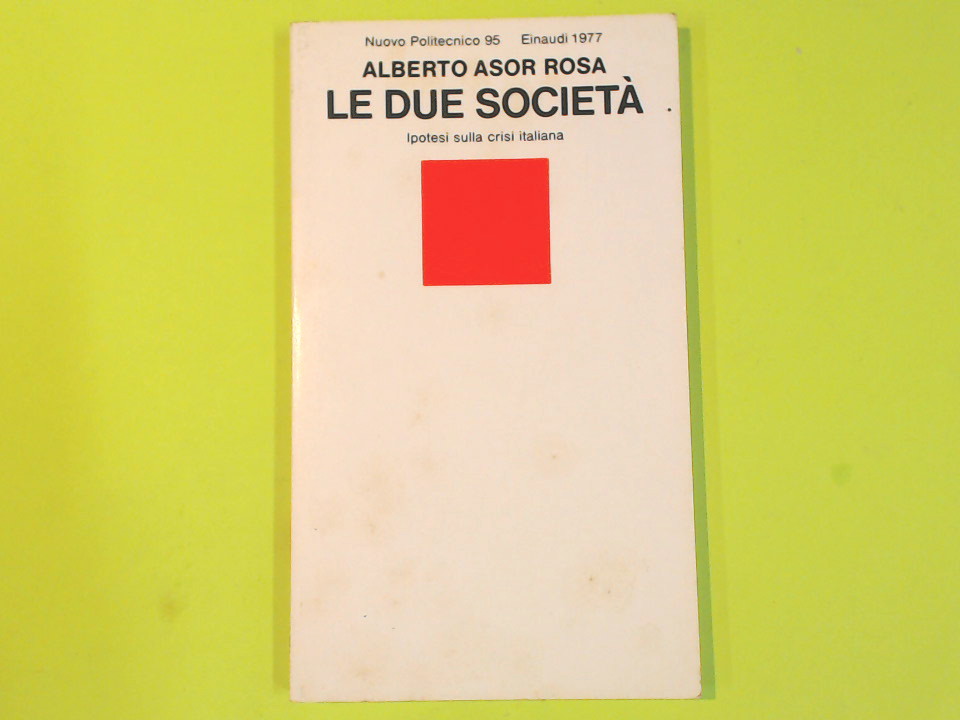 Nuovo Politecnico 95 Einaudi 1977
ALBERTO ASOR ROSA
LE DUE SOCIETÀ
Ipotesi sulla crisi italiana